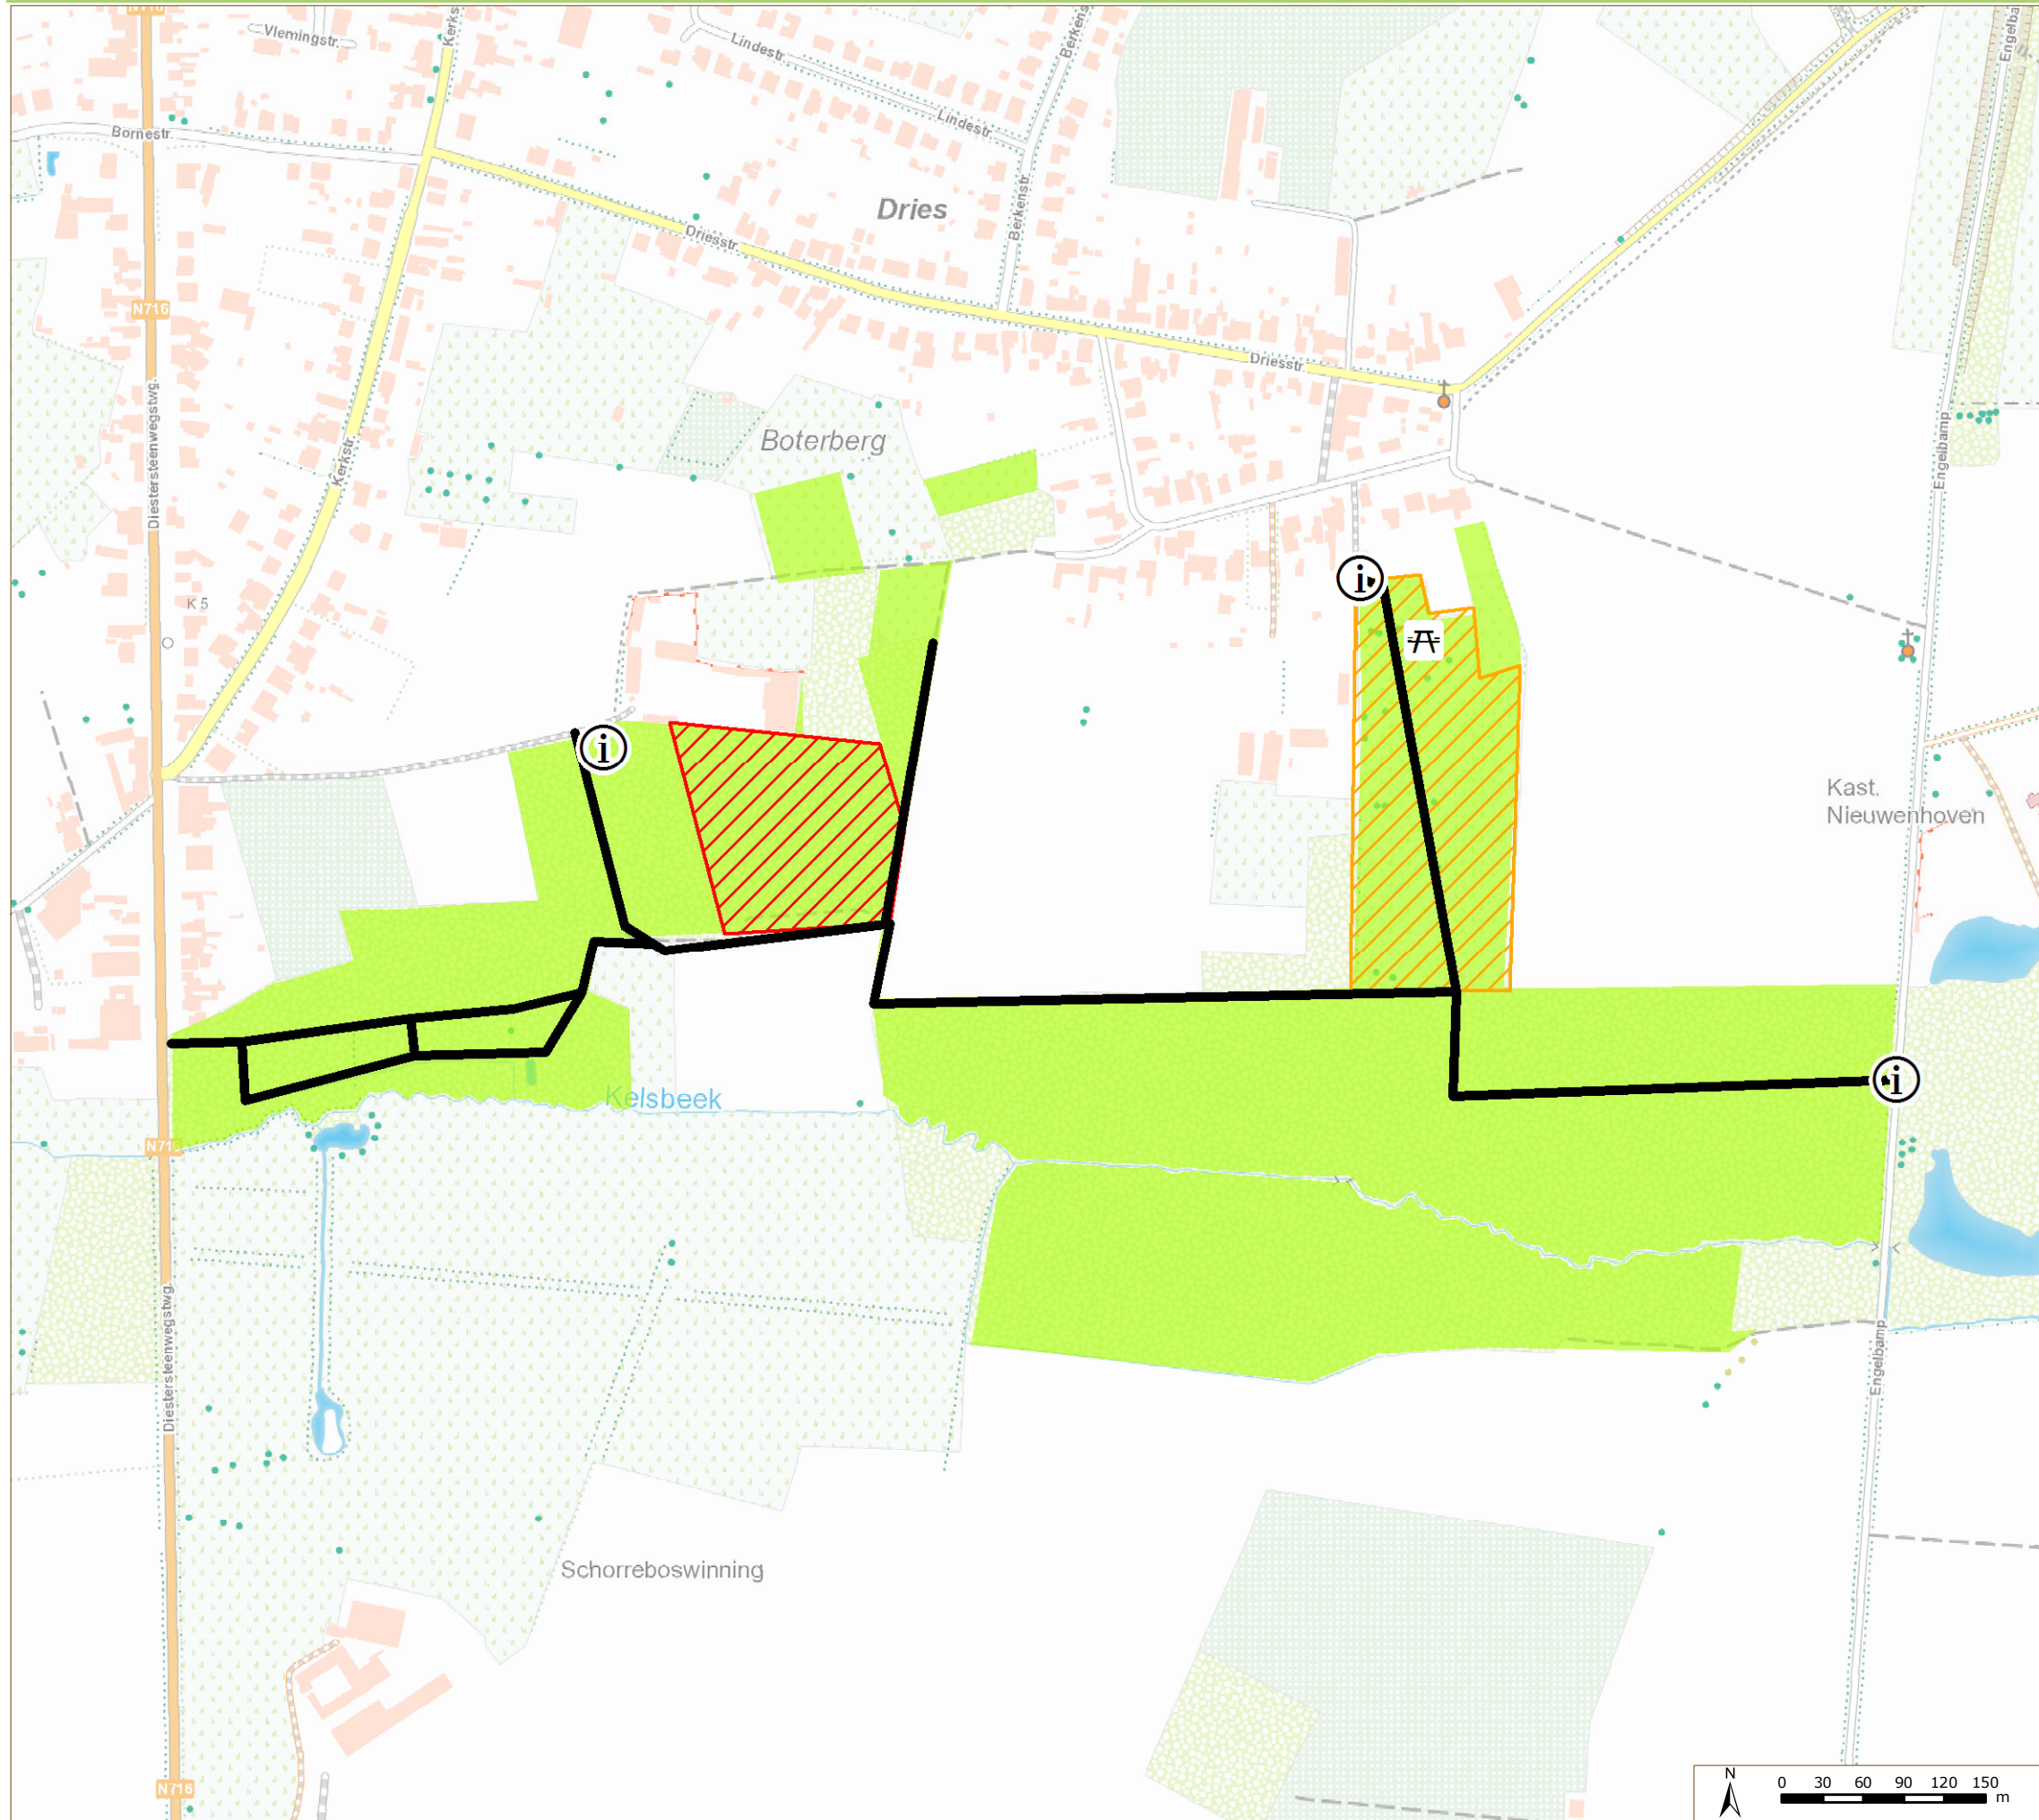 N716
Vlemingstr.
Kerks
Lindestr.
Berkens
Engelba
Bornestr.
Lindestr.
Berkenstr.
Dries
Driesstr.
N716
Driesstr.
Diestersteenwegstwg.
Kerkstr.
Boterberg
Engelbamp
K 5
i
i
Kast.
Nieuwenhoven
i
Kelsbeek
N71
Diestersteenwegstwg.
Engelbamp
Schorreboswinning
N716
N
0 30 60 90 120 150
m